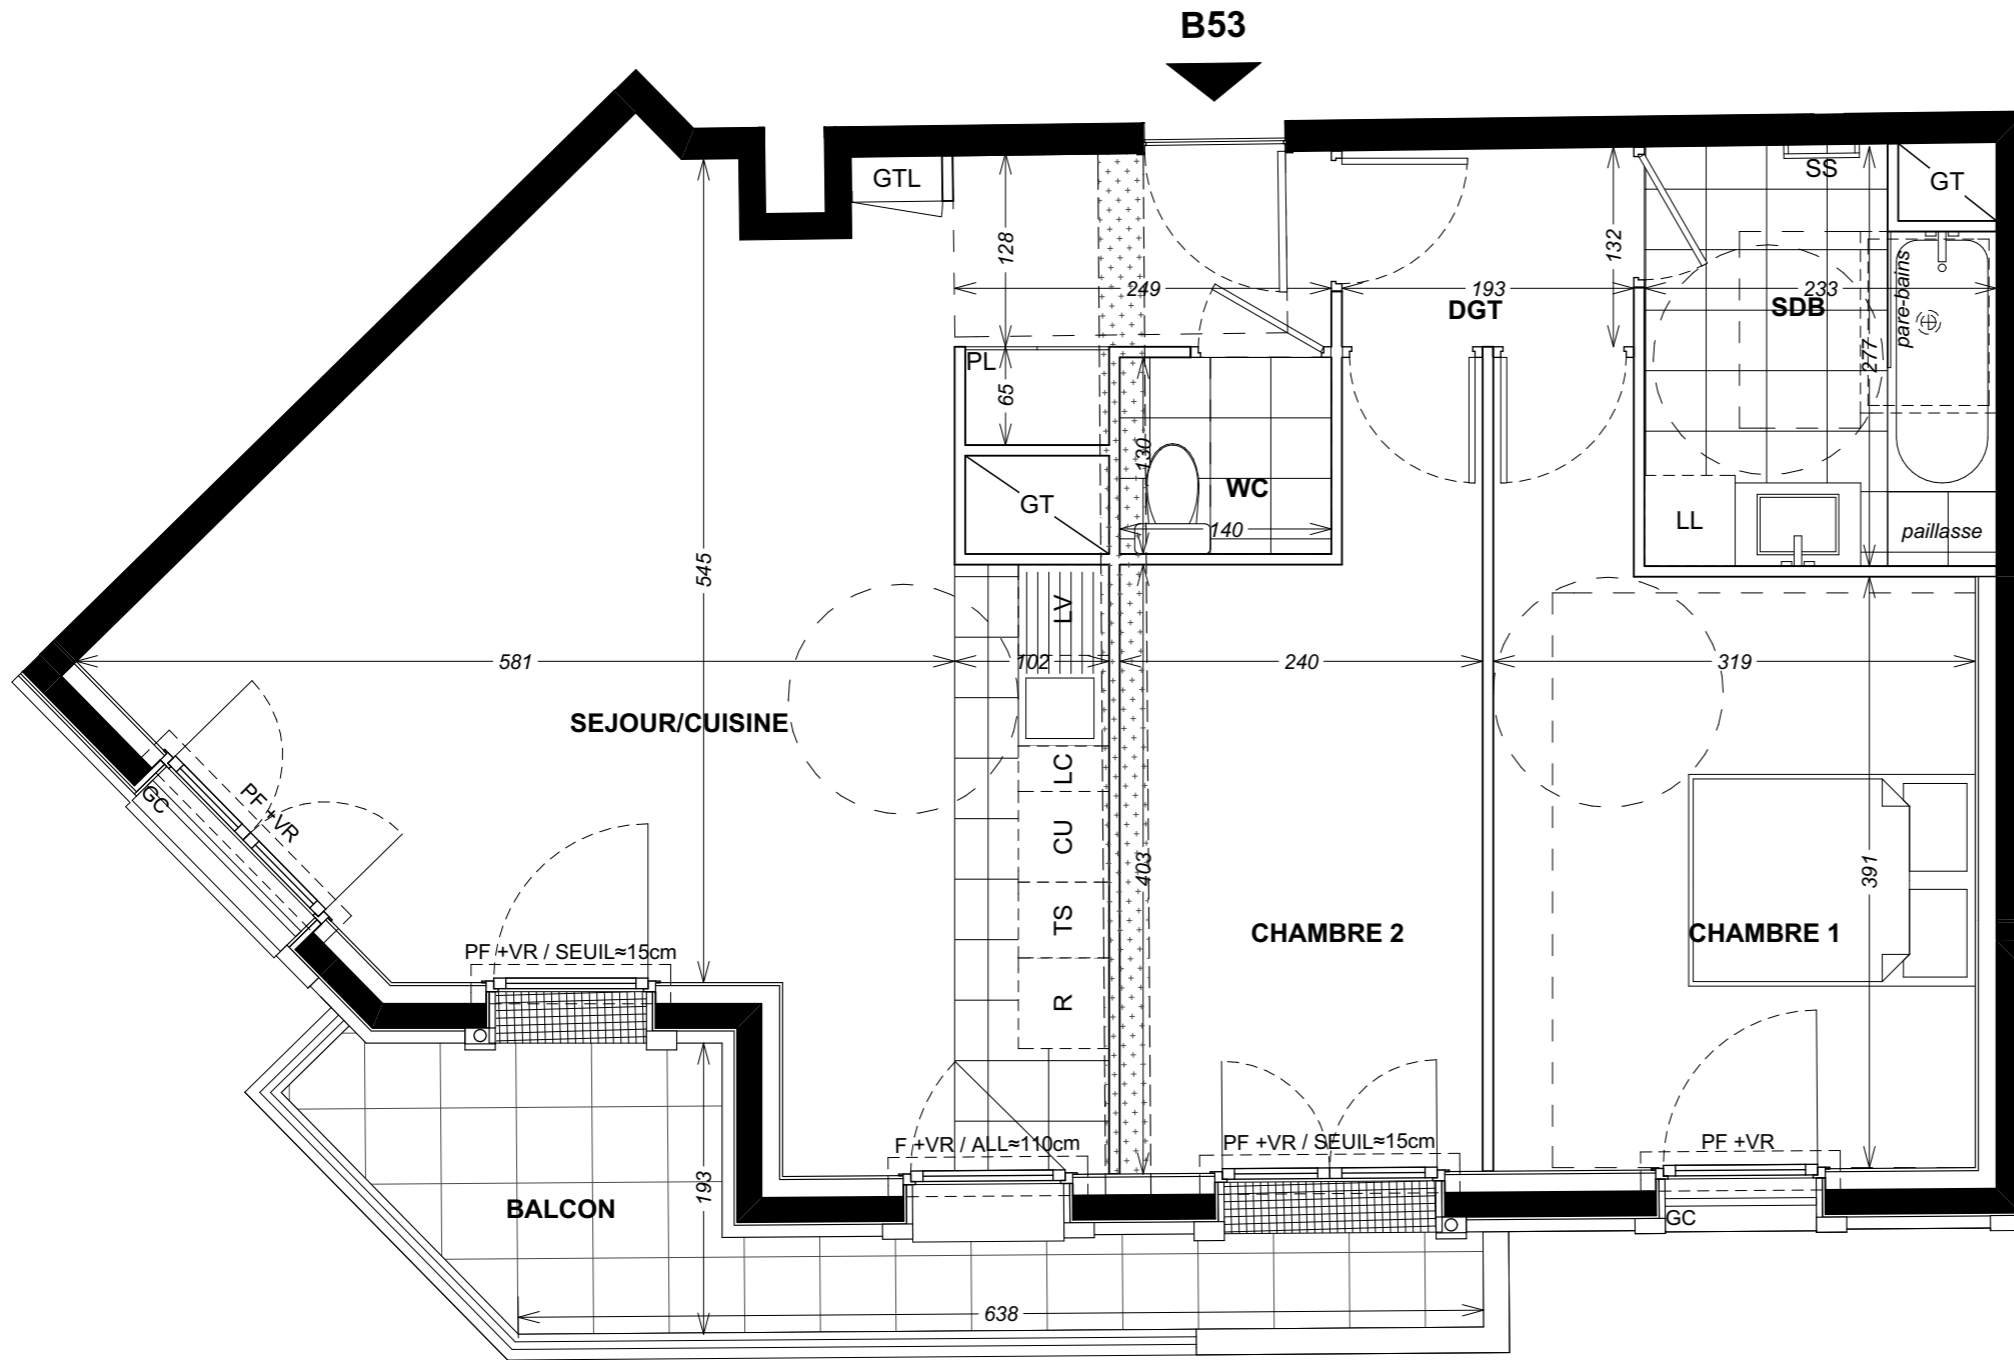 B53
GTL
SS
GT
128
132
249
193
233
DGT
SDB
pare-bains
277
PL
65
130
WC
GT
140
LL
paillasse
545
LV
581
102
240
319
SEJOUR/CUISINE
LC
GC
PF +VR
CU
403
391
TS
CHAMBRE 2
CHAMBRE 1
PF +VR / SEUIL≈15cm
R
F +VR / ALL≈110cm
PF +VR / SEUIL≈15cm
PF +VR
193
BALCON
GC
638